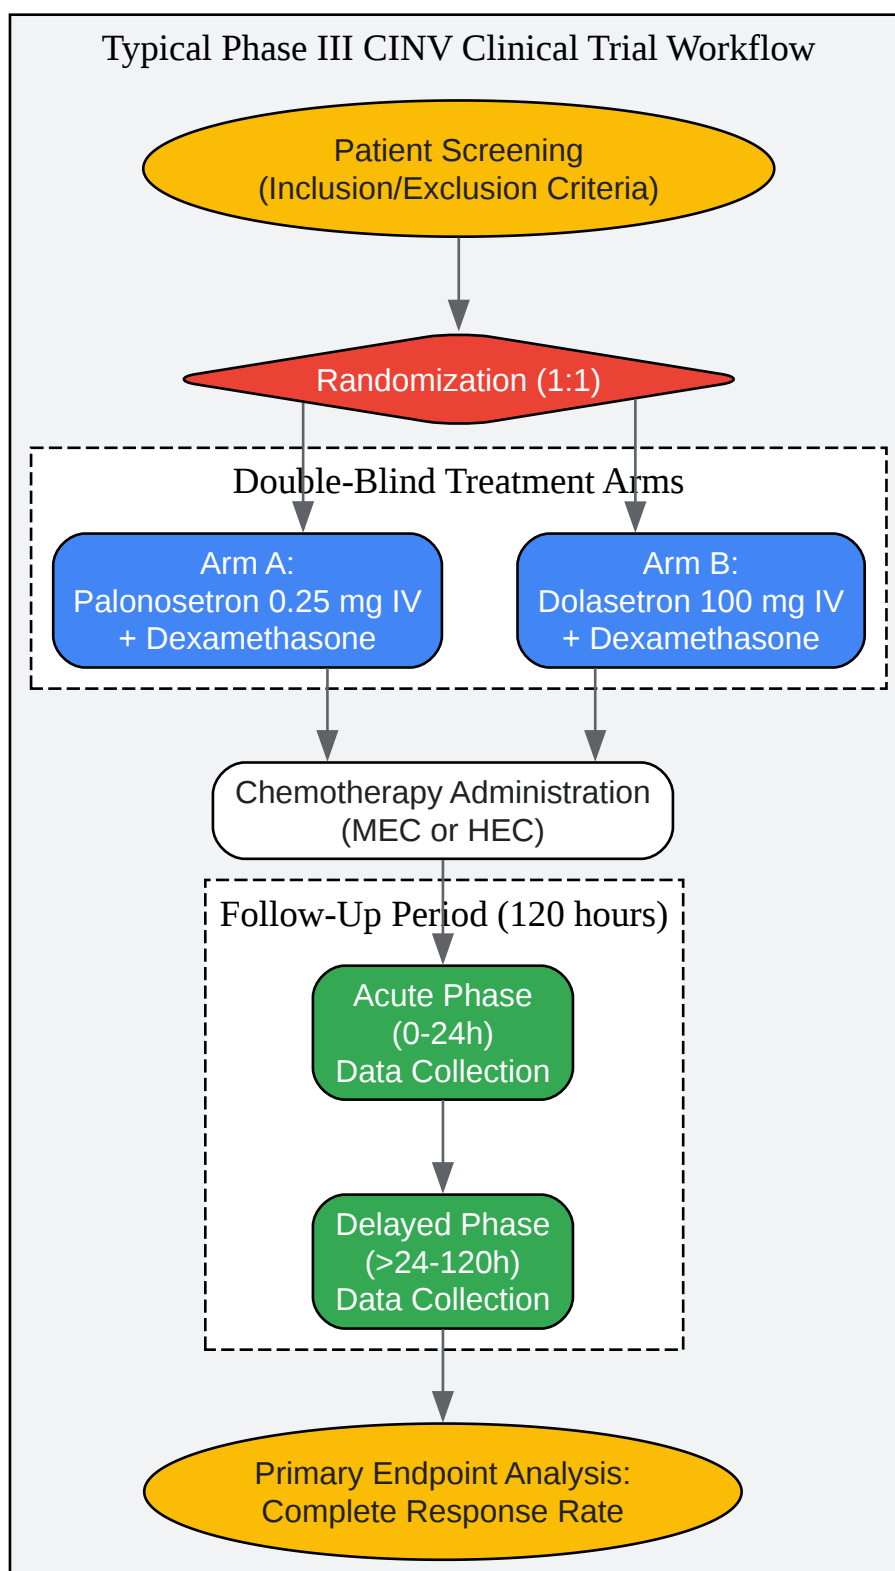 Typical Phase III CINV Clinical Trial Workflow
Patient Screening
(Inclusion/Exclusion Criteria)
Randomization (1:1)
Double-Blind Treatment Arms
Arm A:
Palonosetron 0.25 mg IV
+ Dexamethasone
Arm B:
Dolasetron 100 mg IV
+ Dexamethasone
Chemotherapy Administration
(MEC or HEC)
Follow-Up Period (120 hours)
Acute Phase
(0-24h)
Data Collection
Delayed Phase
(>24-120h)
Data Collection
Primary Endpoint Analysis:
Complete Response Rate